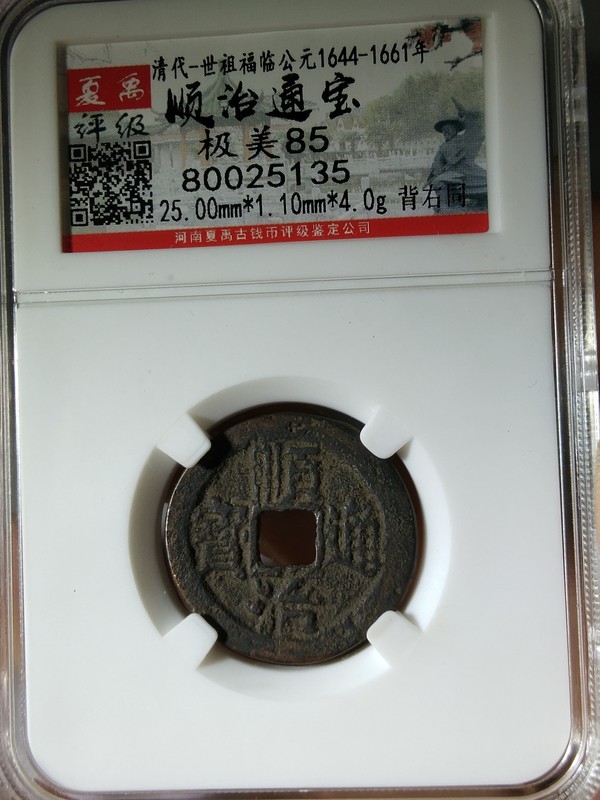 清代-世祖福临公元1644-1661年
夏禹
评级
顺治通宝
极美85
80025135
25.00mm*1.10mm*4.0g 背右同
河南夏禹古钱币评级鉴定公司
順治通寶